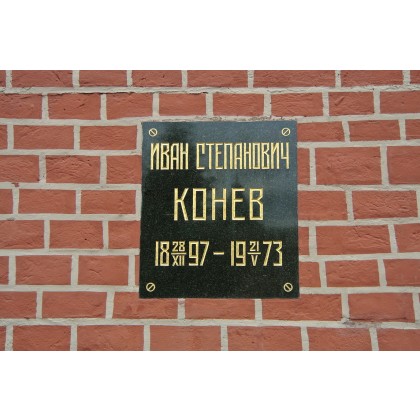 ИВАН СТЕПАНОВИЧ
КОНЕВ
18 28/XII 97 – 19 21/V 73